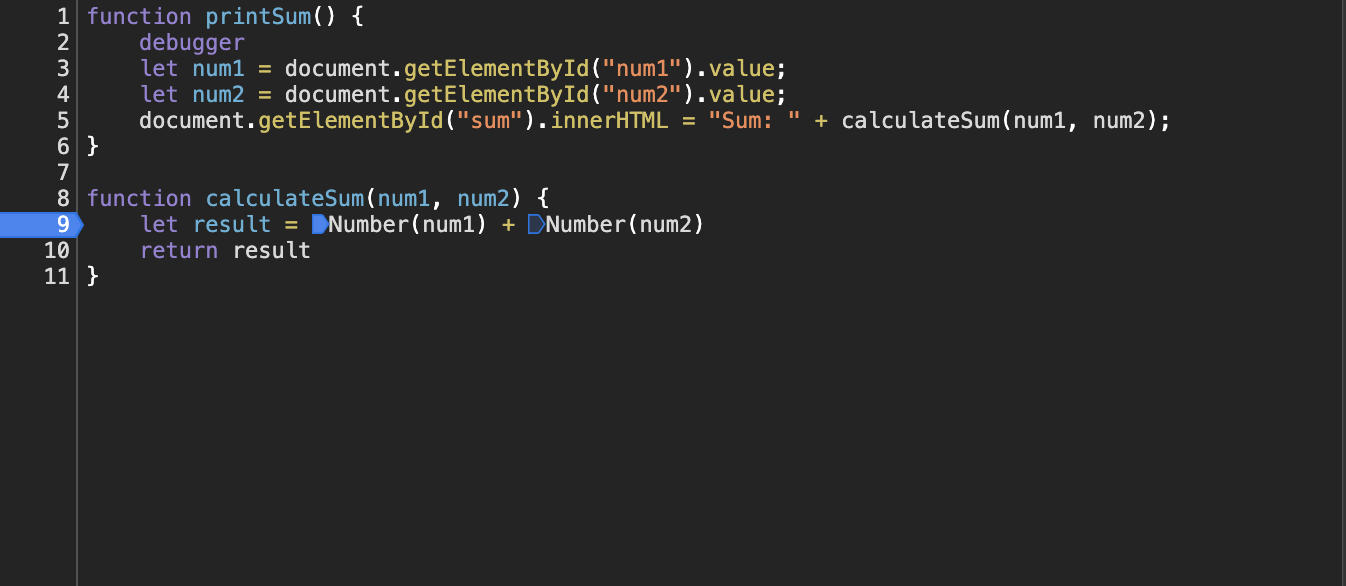 1 function printSum() {
2     debugger
3     let num1 = document.getElementById("num1").value;
4     let num2 = document.getElementById("num2").value;
5     document.getElementById("sum").innerHTML = "Sum: " + calculateSum(num1, num2);
6 }
7
8 function calculateSum(num1, num2) {
9     let result = Number(num1) + Number(num2)
10     return result
11 }